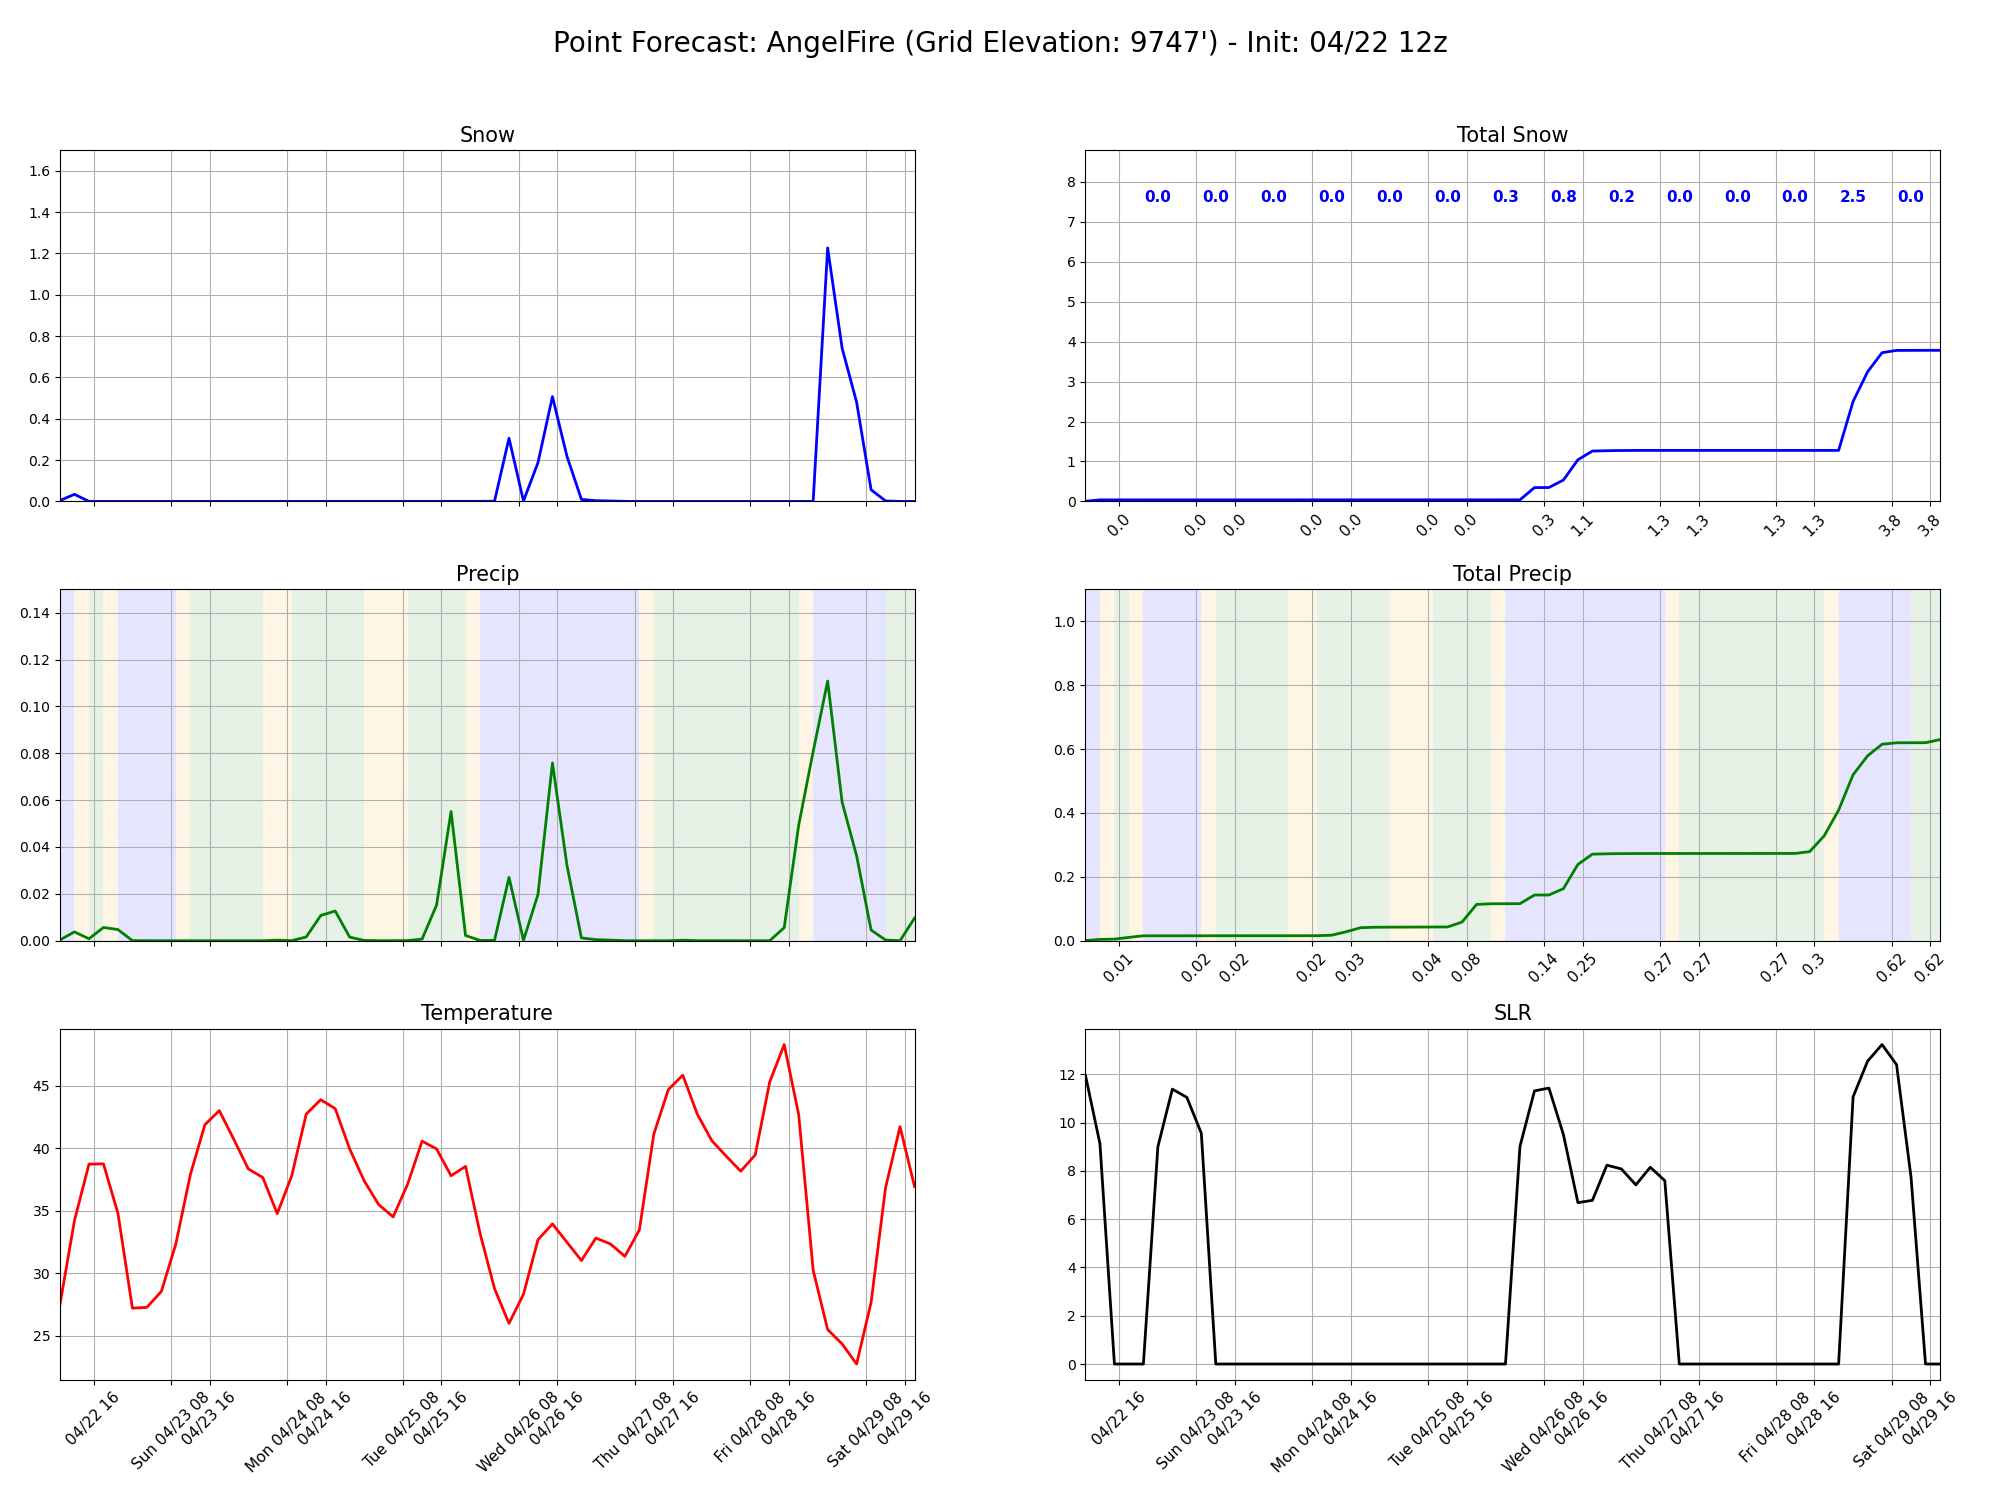 Point Forecast: AngelFire (Grid Elevation: 9747') - Init: 04/22 12z
Snow
1.6
1.4
1.2
1.0
0.8
0.6
0.4
0.2
0.0
Total Snow
8
7
6
5
4
3
2
1
0
0.0 0.0 0.0 0.0 0.0 0.0 0.3 0.8 0.2 0.0 0.0 0.0 2.5 0.0
0.0 0.0 0.0 0.0 0.0 0.0 0.0 0.3 1.1 1.3 1.3 1.3 1.3 3.8 3.8
Precip
0.14
0.12
0.10
0.08
0.06
0.04
0.02
0.00
Total Precip
1.0
0.8
0.6
0.4
0.2
0.0
0.01 0.02 0.02 0.02 0.03 0.04 0.08 0.14 0.25 0.27 0.27 0.27 0.3 0.62 0.62
Temperature
45
40
35
30
25
04/22 16
Sun 04/23 08
04/23 16
Mon 04/24 08
04/24 16
Tue 04/25 08
04/25 16
Wed 04/26 08
04/26 16
Thu 04/27 08
04/27 16
Fri 04/28 08
04/28 16
Sat 04/29 08
04/29 16
SLR
12
10
8
6
4
2
0
04/22 16
Sun 04/23 08
04/23 16
Mon 04/24 08
04/24 16
Tue 04/25 08
04/25 16
Wed 04/26 08
04/26 16
Thu 04/27 08
04/27 16
Fri 04/28 08
04/28 16
Sat 04/29 08
04/29 16